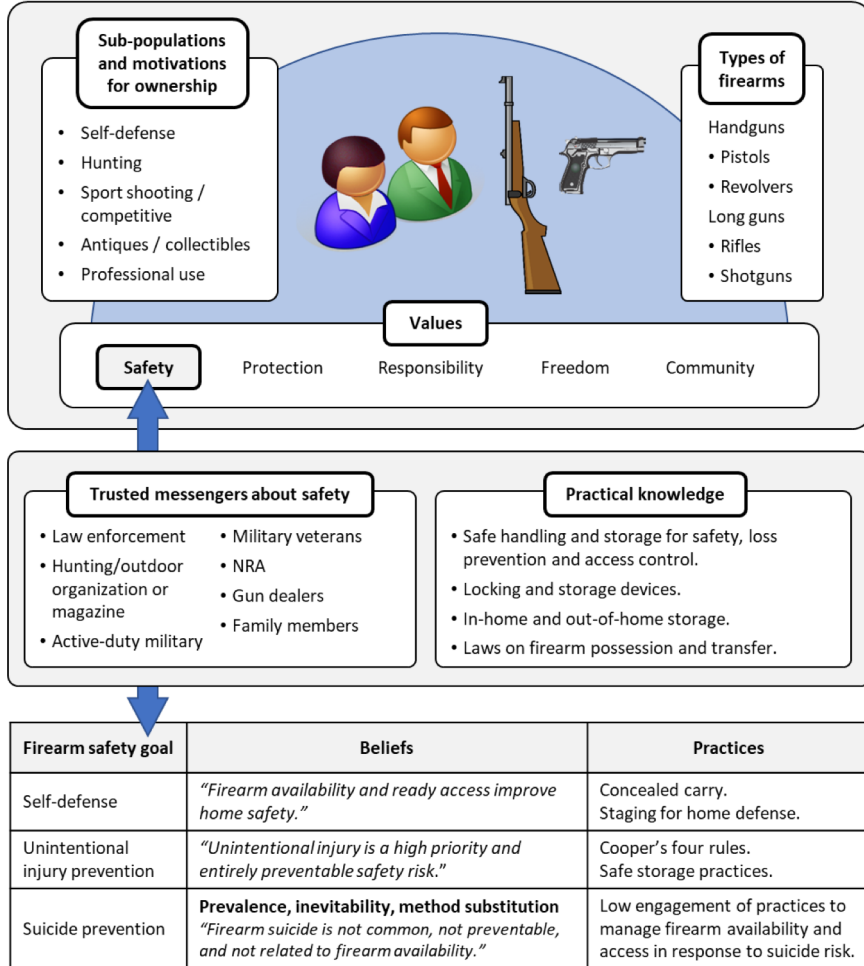 Sub-populations
and motivations
for ownership
• Self-defense
• Hunting
• Sport shooting /
competitive
• Antiques / collectibles
• Professional use
Types of
firearms
Handguns
• Pistols
• Revolvers
Long guns
• Rifles
• Shotguns
Values
Safety
Protection
Responsibility
Freedom
Community
Trusted messengers about safety
• Law enforcement
• Hunting/outdoor
organization or
magazine
• Active-duty military
• Military veterans
• NRA
• Gun dealers
• Family members
Practical knowledge
• Safe handling and storage for safety, loss
prevention and access control.
• Locking and storage devices.
• In-home and out-of-home storage.
• Laws on firearm possession and transfer.
Firearm safety goal
Beliefs
Practices
Self-defense
“Firearm availability and ready access improve
home safety.”
Concealed carry.
Staging for home defense.
Unintentional
injury prevention
“Unintentional injury is a high priority and
entirely preventable safety risk.”
Cooper’s four rules.
Safe storage practices.
Suicide prevention
Prevalence, inevitability, method substitution
“Firearm suicide is not common, not preventable,
and not related to firearm availability.”
Low engagement of practices to
manage firearm availability and
access in response to suicide risk.